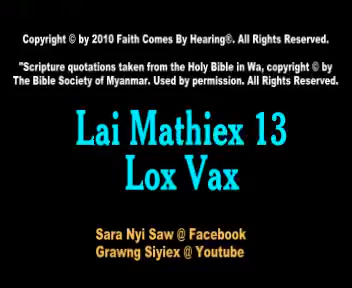 Copyright © by 2010 Faith Comes By Hearing®. All Rights Reserved.
"Scripture quotations taken from the Holy Bible in Wa, copyright © by
The Bible Society of Myanmar. Used by permission. All Rights Reserved.
Lai Mathiex 13
Lox Vax
Sara Nyi Saw @ Facebook
Grawng Siyiex @ Youtube